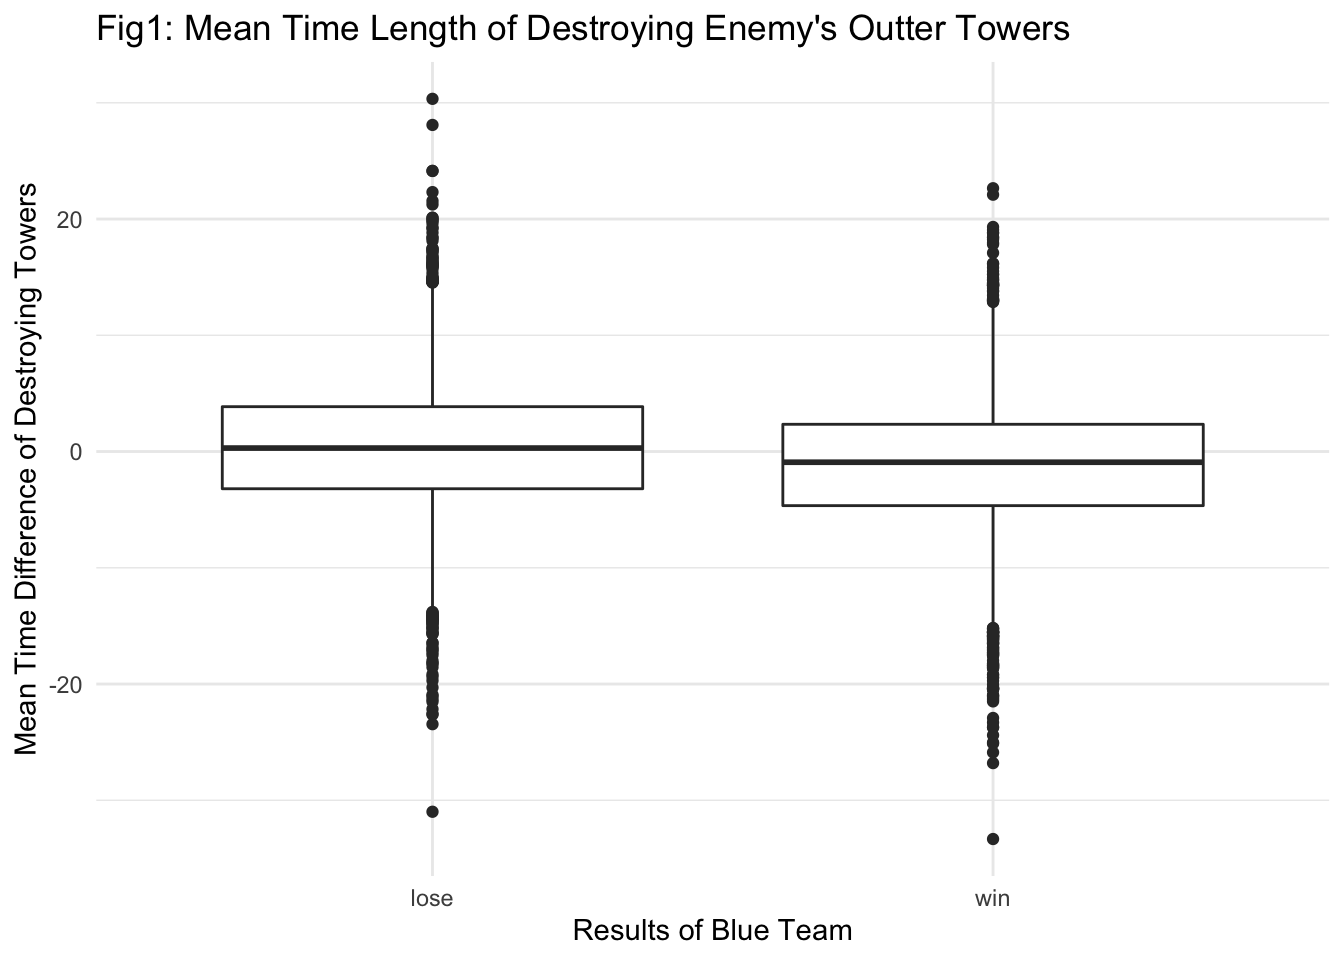 Fig1: Mean Time Length of Destroying Enemy's Outter Towers
Mean Time Difference of Destroying Towers
20
0
-20
lose
win
Results of Blue Team